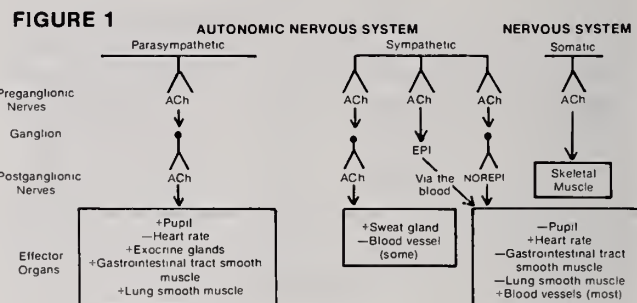 FIGURE 1
AUTONOMIC NERVOUS SYSTEM
NERVOUS SYSTEM
Parasympathetic
Sympathetic
Somatic
Preganglionic
Nerves
ACh
ACh
ACh
ACh
ACh
Ganglion
EPI
Postganglionic
Nerves
ACh
ACh
Via the
blood
NOREPI
Skeletal
Muscle
Effector
Organs
+Pupil
—Heart rate
+Exocrine glands
+Gastrointestinal tract smooth
muscle
+Lung smooth muscle
+Sweat gland
—Blood vessel
(some)
—Pupil
+Heart rate
—Gastrointestinal tract
smooth muscle
—Lung smooth muscle
+Blood vessels (most)